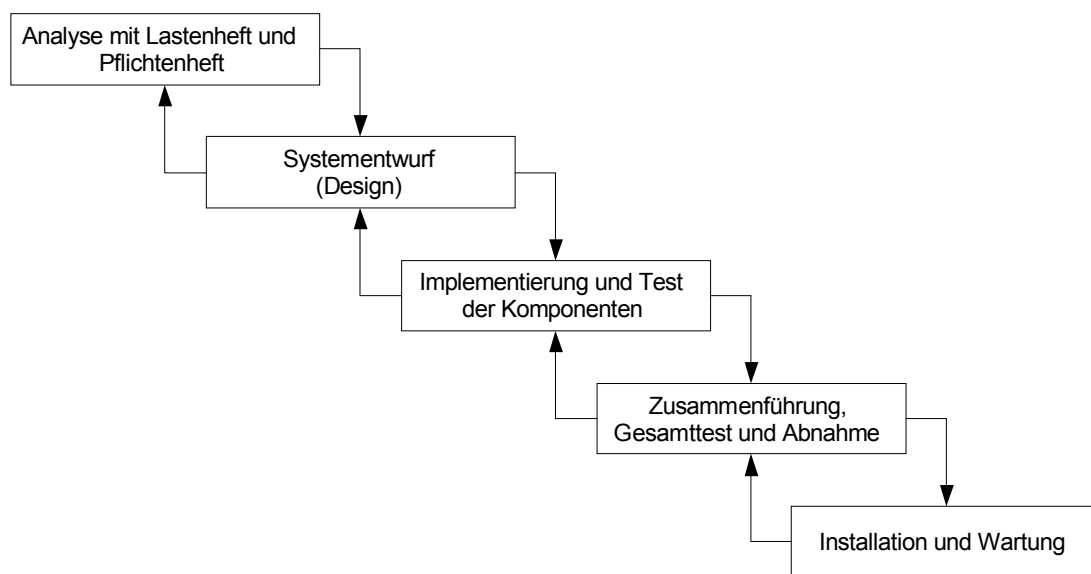 Analyse mit Lastenheft und
Pflichtenheft
Systementwurf
(Design)
Implementierung und Test
der Komponenten
Zusammenführung,
Gesamttest und Abnahme
Installation und Wartung